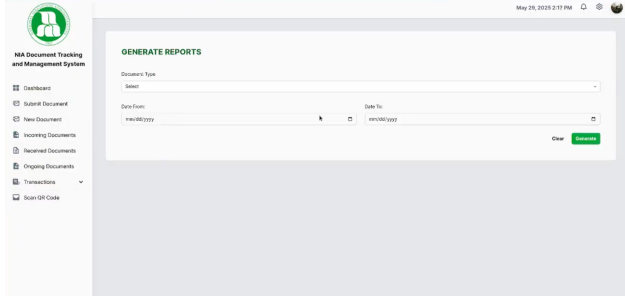 May 29, 2025 2:17 PM
NIA Document Tracking
and Management System
Dashboard
Submit Document
New Document
Incoming Documents
Received Documents
Ongoing Documents
Transactions
Scan QR Code
GENERATE REPORTS
Document Type
Select
Date From:
Date To:
mm/dd/yyyy
mm/dd/yyyy
Clear
Generate